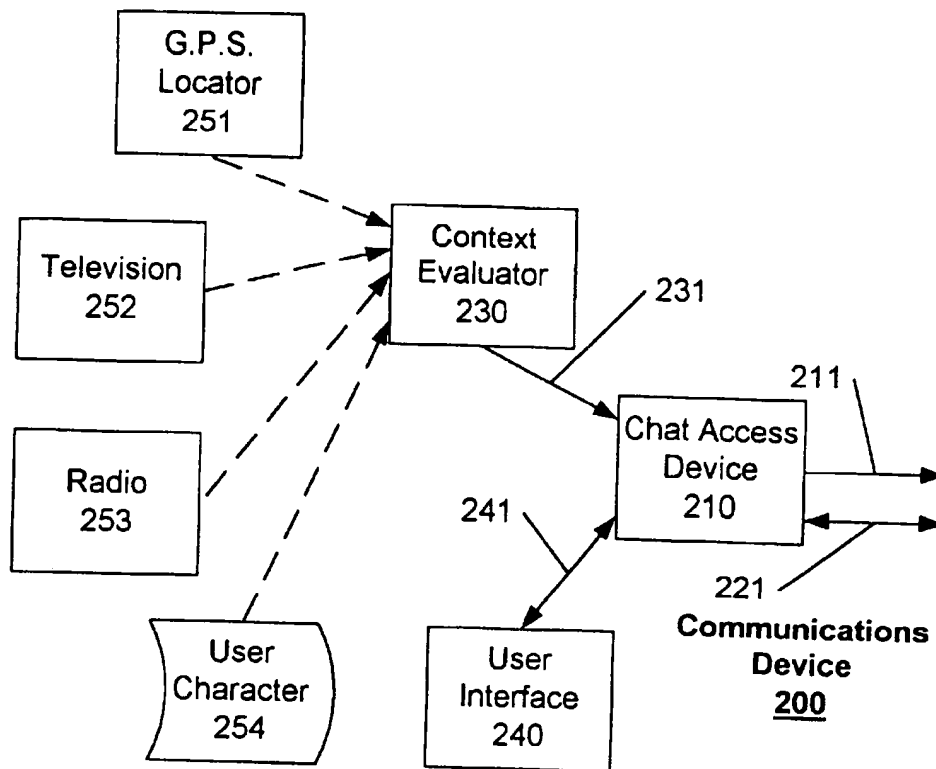 G.P.S.
Locator
251
Television
252
Radio
253
User
Character
254
Context
Evaluator
230
231
Chat Access
Device
210
211
221
241
User
Interface
240
Communications
Device
200